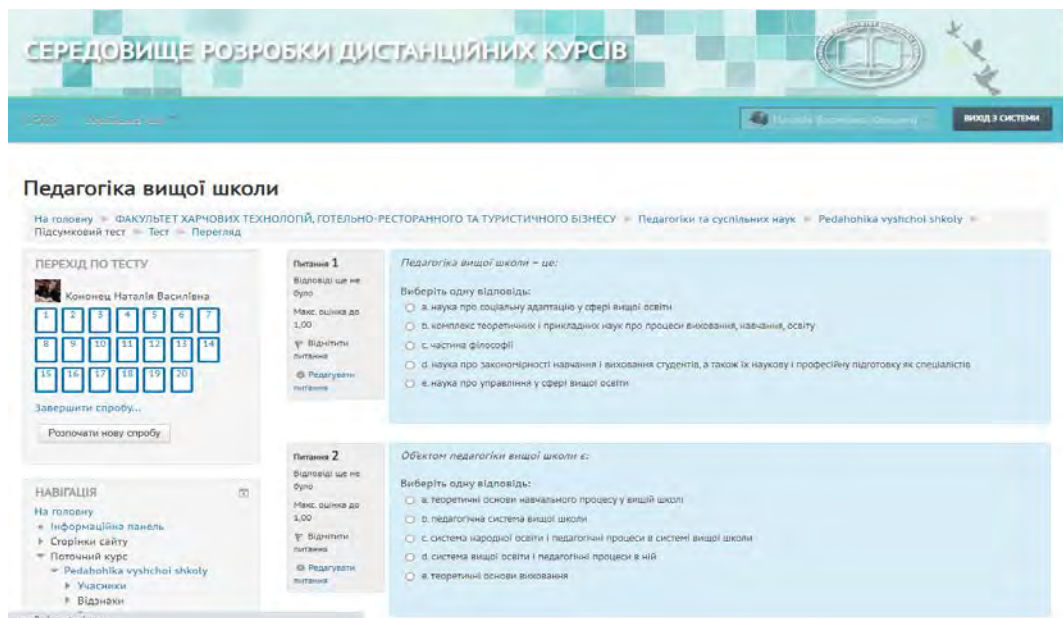 СЕРЕДОВИЩЕ РОЗРОБКИ ДИСТАНЦІЙНИХ КУРСІВ
ВИХІД З СИСТЕМИ
Педагогіка вищої школи
На головну ФАКУЛЬТЕТ ХАРЧОВИХ ТЕХНОЛОГІЙ, ГОТЕЛЬНО-РЕСТОРАННОГО ТА ТУРИСТИЧНОГО БІЗНЕСУ Педагогіки та суспільних наук Pedahohika vyshchoi shkoly
Підсумковий тест Тест Перегляд
ПЕРЕХІД ПО ТЕСТУ
Кононец Наталія Василівна
1 2 3 4 5 6 7
8 9 10 11 12 13 14
15 16 17 18 19 20
Завершити спробу...
Розпочати нову спробу
НАВІГАЦІЯ
На головну
Інформаційна панель
Сторінки сайту
Поточний курс
Pedahohika vyshchoi shkoly
Учасники
Відзнаки
Питання 1
Відповіді ще не
було
Макс. оцінка до
1,00
Відмітити
питання
Редагувати
питання
Педагогіка вищої школи – це:
Виберіть одну відповідь:
a. наука про соціальну адаптацію у сфері вищої освіти
b. комплекс теоретичних і прикладних наук про процеси виховання, навчання, освіту
c. частина філософії
d. наука про закономірності навчання і виховання студентів, а також їх наукову і професійну підготовку як спеціалістів
e. наука про управління у сфері вищої освіти
Питання 2
Відповіді ще не
було
Макс. оцінка до
1,00
Відмітити
питання
Редагувати
питання
Об'єктом педагогіки вищої школи є:
Виберіть одну відповідь:
a. теоретичні основи навчального процесу у вищій школі
b. педагогічна система вищої школи
c. система народної освіти і педагогічні процеси в системі вищої школи
d. система вищої освіти і педагогічні процеси в ній
e. теоретичні основи виховання